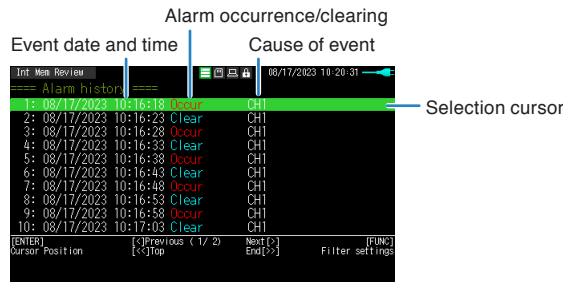 Alarm occurrence/clearing
Event date and time
Cause of event
Int Mem Review 08/17/2023 10:20:31
==== Alarm history ====
Selection cursor
1: 08/17/2023 10:16:18 Occur CH1
2: 08/17/2023 10:16:23 Clear CH1
3: 08/17/2023 10:16:28 Occur CH1
4: 08/17/2023 10:16:33 Clear CH1
5: 08/17/2023 10:16:38 Occur CH1
6: 08/17/2023 10:16:43 Clear CH1
7: 08/17/2023 10:16:48 Occur CH1
8: 08/17/2023 10:16:53 Clear CH1
9: 08/17/2023 10:16:58 Occur CH1
10: 08/17/2023 10:17:03 Clear CH1
[ENTER] [<]Previous ( 1/ 2) Next[>] [FUNC]
Cursor Position [<<]Top End[>>] Filter settings